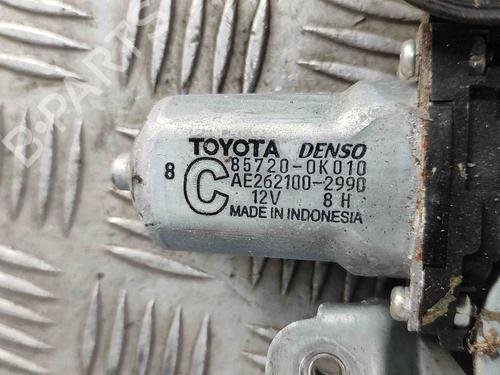 B-PARTS
TOYOTA DENSO
85720-0K010
8 C AE262100-2990
12V 8 H
MADE IN INDONESIA